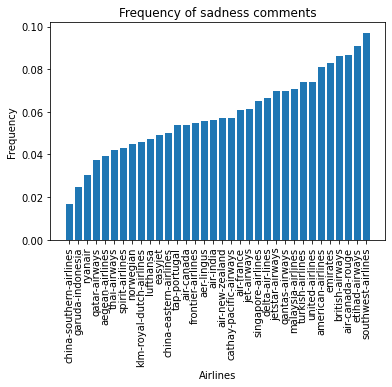 Frequency of sadness comments
0.10
0.08
0.06
0.04
0.02
0.00
Frequency
china-southern-airlines
garuda-indonesia
ryanair
qatar-airways
aegean-airlines
thai-airways
spirit-airlines
norwegian
klm-royal-dutch-airlines
lufthansa
easyjet
china-eastern-airlines
tap-portugal
air-canada
frontier-airlines
aer-lingus
air-india
air-new-zealand
cathay-pacific-airways
air-france
jet-airways
singapore-airlines
delta-air-lines
jetstar-airways
qantas-airways
malaysia-airlines
turkish-airlines
united-airlines
american-airlines
emirates
british-airways
air-canada-rouge
etihad-airways
southwest-airlines
Airlines